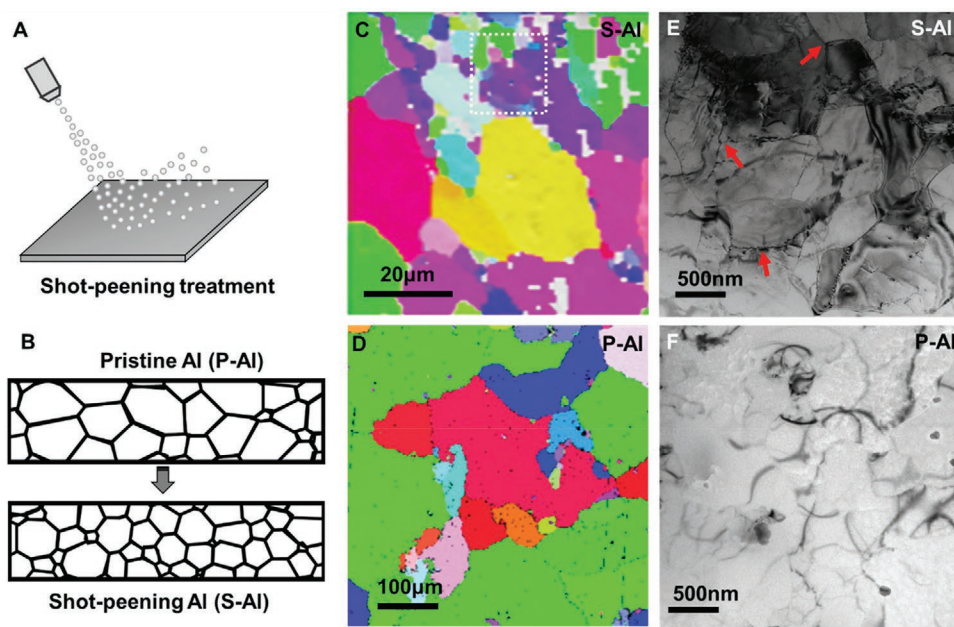 A
Shot-peening treatment
B
Pristine Al (P-Al)
Shot-peening Al (S-Al)
C
S-Al
20μm
D
P-Al
100μm
E
S-Al
500nm
F
P-Al
500nm